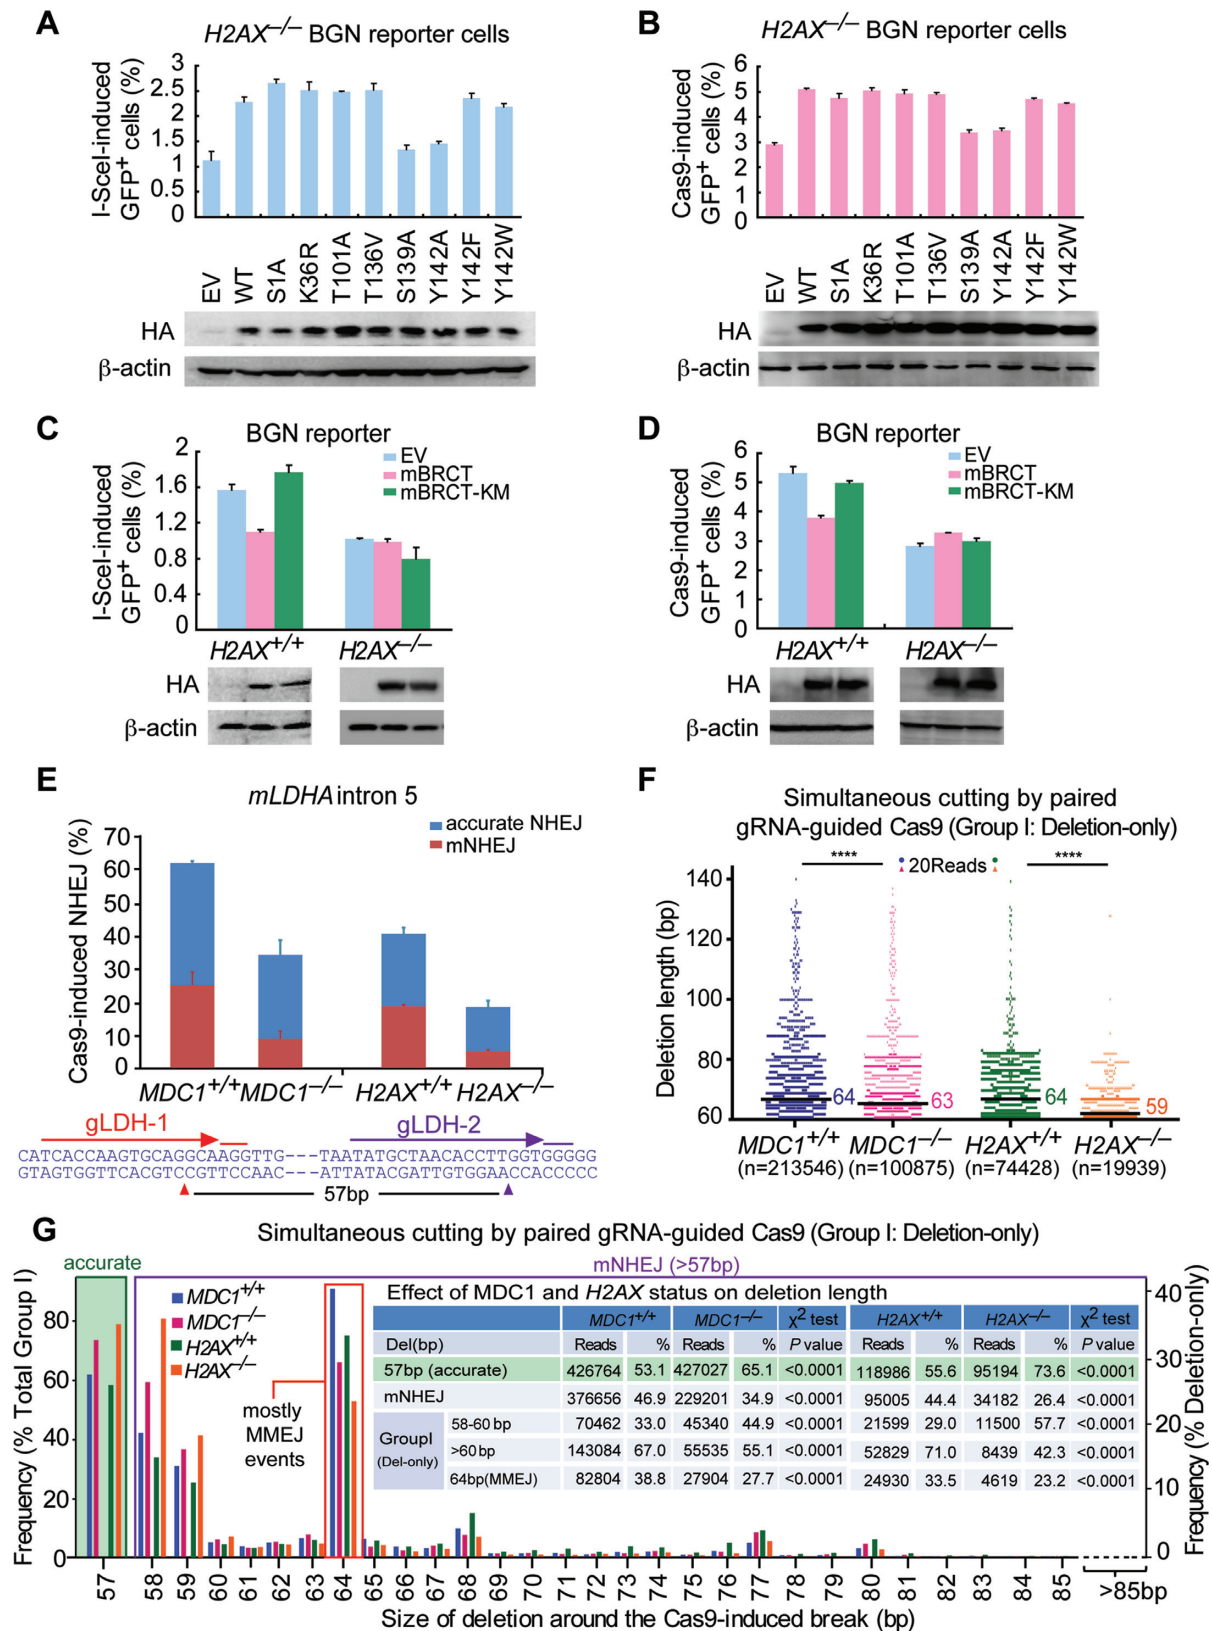 A
H2AX–/– BGN reporter cells
I-SceI-induced
GFP+ cells (%)
3
2.5
2
1.5
1
0.5
0
EV
WT
S1A
K36R
T101A
T136V
S139A
Y142A
Y142F
Y142W
HA
β-actin
B
H2AX–/– BGN reporter cells
Cas9-induced
GFP+ cells (%)
6
5
4
3
2
1
0
EV
WT
S1A
K36R
T101A
T136V
S139A
Y142A
Y142F
Y142W
HA
β-actin
C
BGN reporter
I-SceI-induced
GFP+ cells (%)
2
1.6
1.2
0.8
0.4
0
EV
mBRCT
mBRCT-KM
H2AX+/+
H2AX–/–
HA
β-actin
D
BGN reporter
Cas9-induced
GFP+ cells (%)
6
5
4
3
2
1
0
EV
mBRCT
mBRCT-KM
H2AX+/+
H2AX–/–
HA
β-actin
E
mLDHA intron 5
Cas9-induced NHEJ (%)
70
60
50
40
30
20
10
0
accurate NHEJ
mNHEJ
MDC1+/+ MDC1–/– H2AX+/+ H2AX–/–
gLDH-1 gLDH-2
CATCACCAAGTGCAGGCAAGGTTG---TAATATGCTAACACCTTGGTGGGGG
GTAGTGGTTCACGTCCGTTCCAAC---ATTATACGATTGTGGAACCACCCCC
57bp
F
Simultaneous cutting by paired
gRNA-guided Cas9 (Group I: Deletion-only)
**** ****
20Reads
Deletion length (bp)
140
120
100
80
60
64
63
64
59
MDC1+/+ MDC1–/– H2AX+/+ H2AX–/–
(n=213546) (n=100875) (n=74428) (n=19939)
G
Simultaneous cutting by paired gRNA-guided Cas9 (Group I: Deletion-only)
accurate
mNHEJ (>57bp)
Frequency (% Total Group I)
80
60
40
20
0
MDC1+/+
MDC1–/–
H2AX+/+
H2AX–/–
mostly
MMEJ
events
Effect of MDC1 and H2AX status on deletion length
MDC1+/+ MDC1–/– χ2 test H2AX+/+ H2AX–/– χ2 test
Del(bp) Reads % Reads % P value Reads % Reads % P value
57bp (accurate) 426764 53.1 427027 65.1 <0.0001 118986 55.6 95194 73.6 <0.0001
mNHEJ 376656 46.9 229201 34.9 <0.0001 95005 44.4 34182 26.4 <0.0001
GroupI
(Del-only)
58-60 bp 70462 33.0 45340 44.9 <0.0001 21599 29.0 11500 57.7 <0.0001
>60bp 143084 67.0 55535 55.1 <0.0001 52829 71.0 8439 42.3 <0.0001
64bp(MMEJ) 82804 38.8 27904 27.7 <0.0001 24930 33.5 4619 23.2 <0.0001
Frequency (% Deletion-only)
40
30
20
10
0
57 58 59 60 61 62 63 64 65 66 67 68 69 70 71 72 73 74 75 76 77 78 79 80 81 82 83 84 85 >85bp
Size of deletion around the Cas9-induced break (bp)